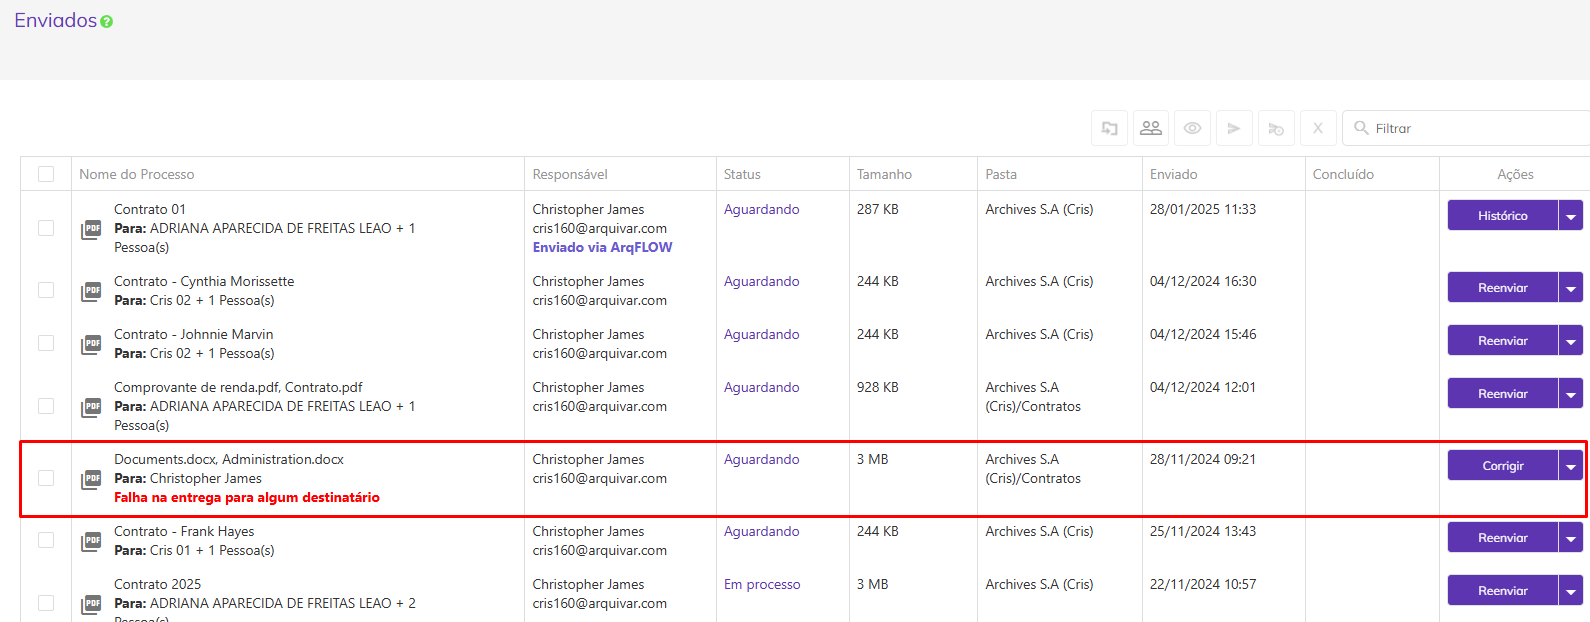 Enviados
Filtrar
Nome do Processo Responsável Status Tamanho Pasta Enviado Concluído Ações
Contrato 01 Christopher James Aguardando 287 KB Archives S.A (Cris) 28/01/2025 11:33 Histórico
Para: ADRIANA APARECIDA DE FREITAS LEAO + 1 cris160@arquivar.com
Pessoa(s) Enviado via ArqFLOW
Contrato - Cynthia Morissette Christopher James Aguardando 244 KB Archives S.A (Cris) 04/12/2024 16:30 Reenviar
Para: Cris 02 + 1 Pessoa(s) cris160@arquivar.com
Contrato - Johnnie Marvin Christopher James Aguardando 244 KB Archives S.A (Cris) 04/12/2024 15:46 Reenviar
Para: Cris 02 + 1 Pessoa(s) cris160@arquivar.com
Comprovante de renda.pdf, Contrato.pdf Christopher James Aguardando 928 KB Archives S.A 04/12/2024 12:01 Reenviar
Para: ADRIANA APARECIDA DE FREITAS LEAO + 1 cris160@arquivar.com (Cris)/Contratos
Pessoa(s)
Documents.docx, Administration.docx Christopher James Aguardando 3 MB Archives S.A 28/11/2024 09:21 Corrigir
Para: Christopher James cris160@arquivar.com (Cris)/Contratos
Falha na entrega para algum destinatário
Contrato - Frank Hayes Christopher James Aguardando 244 KB Archives S.A (Cris) 25/11/2024 13:43 Reenviar
Para: Cris 01 + 1 Pessoa(s) cris160@arquivar.com
Contrato 2025 Christopher James Em processo 3 MB Archives S.A (Cris) 22/11/2024 10:57 Reenviar
Para: ADRIANA APARECIDA DE FREITAS LEAO + 2 cris160@arquivar.com
Pessoa(s)